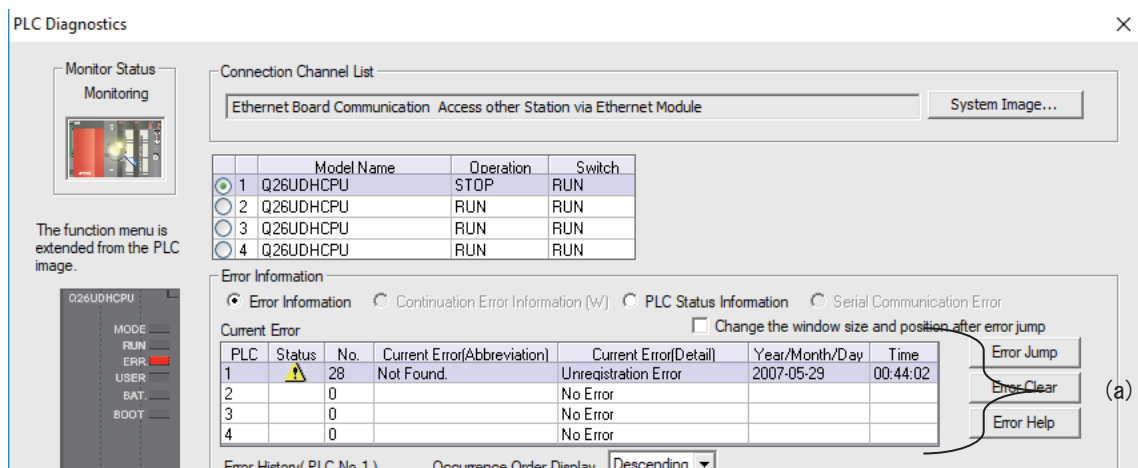 PLC Diagnostics
Monitor Status
Monitoring
The function menu is
extended from the PLC
image.
Q26UDHCPU
MODE
RUN
ERR.
USER
BAT.
BOOT
Connection Channel List
Ethernet Board Communication Access other Station via Ethernet Module
System Image...
Model Name Operation Switch
1 Q26UDHCPU STOP RUN
2 Q26UDHCPU RUN RUN
3 Q26UDHCPU RUN RUN
4 Q26UDHCPU RUN RUN
Error Information
Error Information Continuation Error Information (W) PLC Status Information Serial Communication Error
Current Error
Change the window size and position after error jump
PLC Status No. Current Error(Abbreviation) Current Error(Detail) Year/Month/Day Time
1 28 Not Found. Unregistration Error 2007-05-29 00:44:02
2 0 No Error
3 0 No Error
4 0 No Error
Error Jump
Error Clear
Error Help
(a)
Error History( PLC No.1 ) Occurrence Order Display Descending